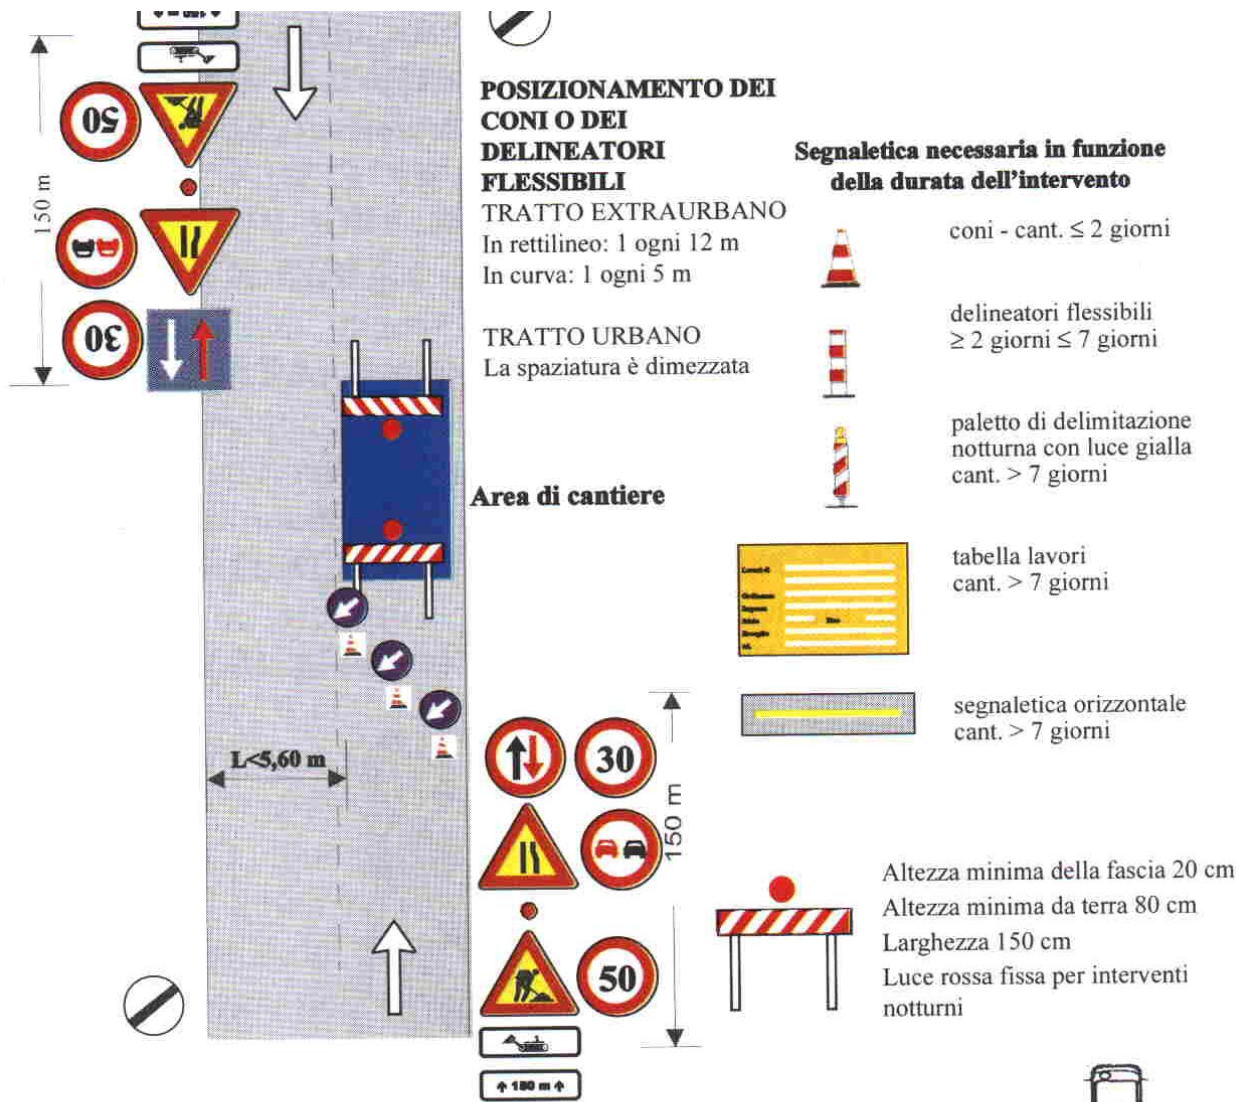 50
150 m
30
POSIZIONAMENTO DEI
CONI O DEI
DELINEATORI
FLESSIBILI
TRATTO EXTRAURBANO
In rettilineo: 1 ogni 12 m
In curva: 1 ogni 5 m
TRATTO URBANO
La spaziatura è dimezzata
Area di cantiere
Segnaletica necessaria in funzione
della durata dell'intervento
coni - cant. ≤ 2 giorni
delineatori flessibili
≥ 2 giorni ≤ 7 giorni
paletto di delimitazione
notturna con luce gialla
cant. > 7 giorni
tabella lavori
cant. > 7 giorni
segnaletica orizzontale
cant. > 7 giorni
L<5,60 m
30
150 m
50
Altezza minima della fascia 20 cm
Altezza minima da terra 80 cm
Larghezza 150 cm
Luce rossa fissa per interventi
notturni